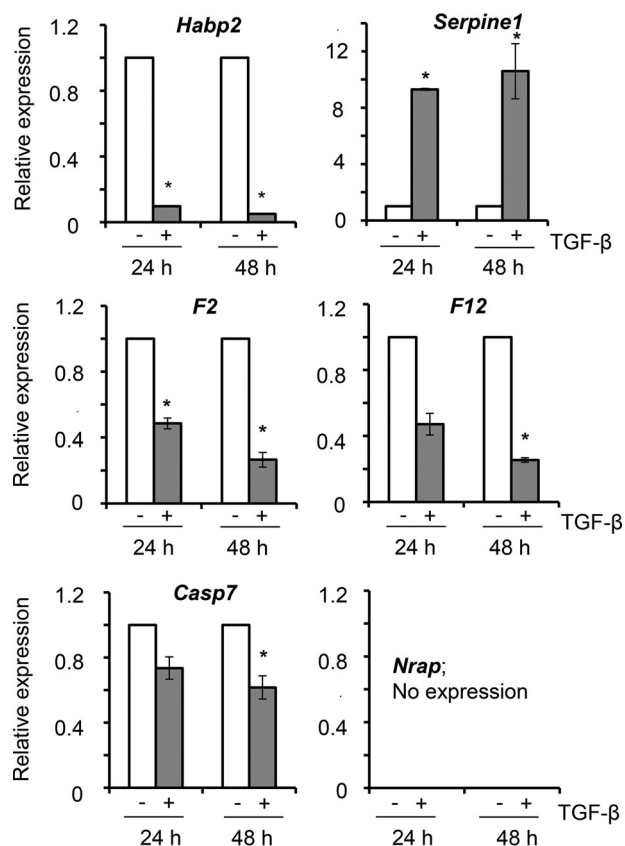 Habp2
Relative expression
1.2
0.8
0.4
0
*
*
- + - +
24 h 48 h
Serpine1
12
8
4
0
*
*
- + - + TGF-β
24 h 48 h
F2
Relative expression
1.2
0.8
0.4
0
*
*
- + - +
24 h 48 h
F12
1.2
0.8
0.4
0
*
- + - + TGF-β
24 h 48 h
Casp7
Relative expression
1.2
0.8
0.4
0
*
- + - +
24 h 48 h
1.2
0.8
0.4
0
Nrap;
No expression
- + - + TGF-β
24 h 48 h